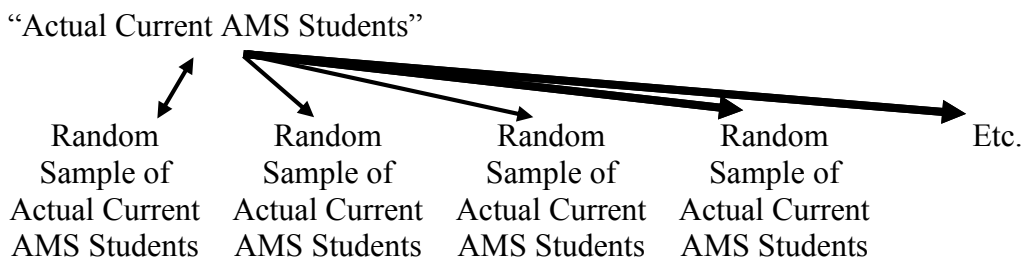 “Actual Current AMS Students”
Random Random Random Random Etc.
Sample of Sample of Sample of Sample of
Actual Current Actual Current Actual Current Actual Current
AMS Students AMS Students AMS Students AMS Students